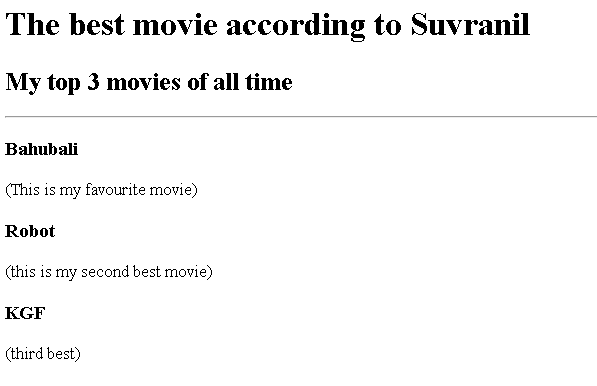 The best movie according to Suvranil
My top 3 movies of all time
Bahubali
(This is my favourite movie)
Robot
(this is my second best movie)
KGF
(third best)